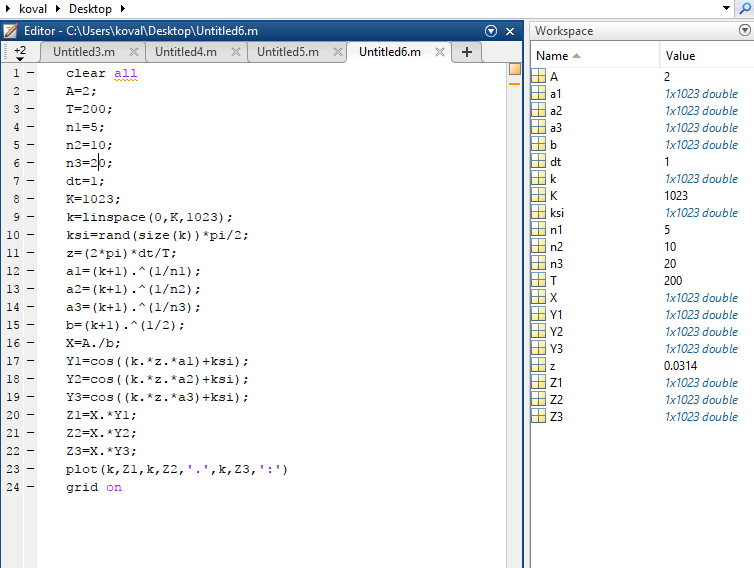 koval Desktop
Editor - C:\Users\koval\Desktop\Untitled6.m
+2 Untitled3.m Untitled4.m Untitled5.m Untitled6.m
1 – clear all
2 – A=2;
3 – T=200;
4 – n1=5;
5 – n2=10;
6 – n3=20;
7 – dt=1;
8 – K=1023;
9 – k=linspace(0,K,1023);
10 – ksi=rand(size(k))*pi/2;
11 – z=(2*pi)*dt/T;
12 – a1=(k+1).^(1/n1);
13 – a2=(k+1).^(1/n2);
14 – a3=(k+1).^(1/n3);
15 – b=(k+1).^(1/2);
16 – X=A./b;
17 – Y1=cos((k.*z.*a1)+ksi);
18 – Y2=cos((k.*z.*a2)+ksi);
19 – Y3=cos((k.*z.*a3)+ksi);
20 – Z1=X.*Y1;
21 – Z2=X.*Y2;
22 – Z3=X.*Y3;
23 – plot(k,Z1,k,Z2,'.',k,Z3,':')
24 – grid on
Workspace
Name Value
A 2
a1 1x1023 double
a2 1x1023 double
a3 1x1023 double
b 1x1023 double
dt 1
k 1x1023 double
K 1023
ksi 1x1023 double
n1 5
n2 10
n3 20
T 200
X 1x1023 double
Y1 1x1023 double
Y2 1x1023 double
Y3 1x1023 double
z 0.0314
Z1 1x1023 double
Z2 1x1023 double
Z3 1x1023 double